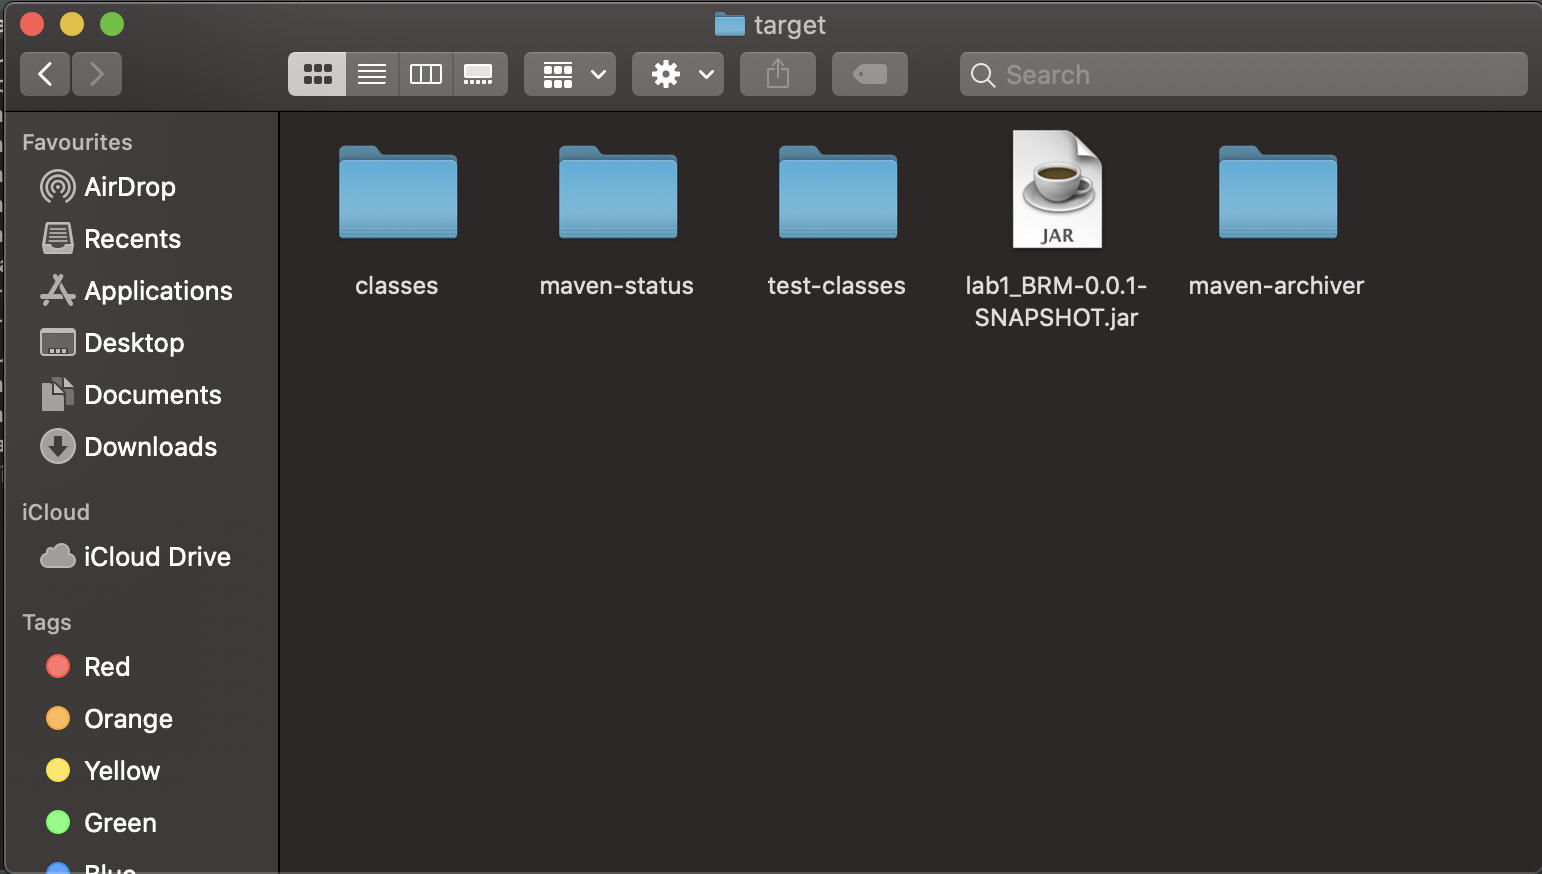 target
Search
Favourites
AirDrop
Recents
Applications
Desktop
Documents
Downloads
iCloud
iCloud Drive
Tags
Red
Orange
Yellow
Green
Blue
classes
maven-status
test-classes
JAR
lab1_BRM-0.0.1-
SNAPSHOT.jar
maven-archiver